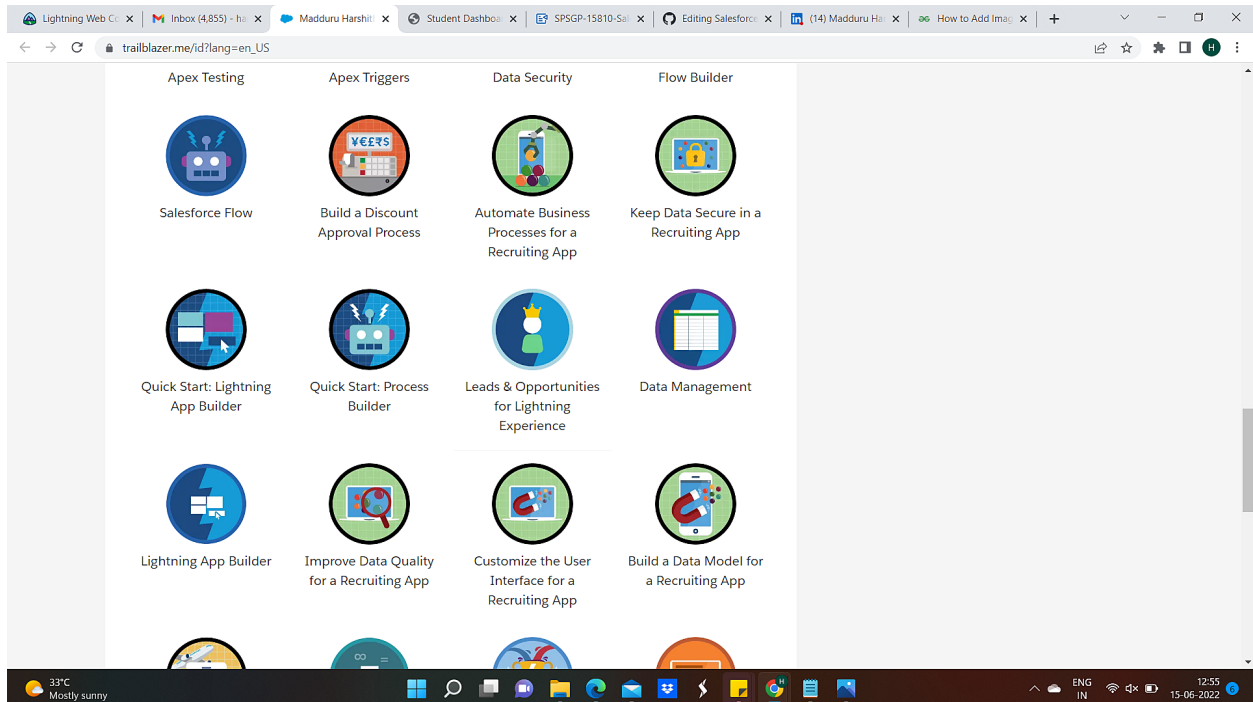 Lightning Web Co
Inbox (4,855) - ha
Madduru Harshith
Student Dashboa
SPSGP-15810-Sal
Editing Salesforce
(14) Madduru Har
How to Add Imag
trailblazer.me/id?lang=en_US
H
Apex Testing
Apex Triggers
Data Security
Flow Builder
¥€£₹$
Salesforce Flow
Build a Discount
Approval Process
Automate Business
Processes for a
Recruiting App
Keep Data Secure in a
Recruiting App
Quick Start: Lightning
App Builder
Quick Start: Process
Builder
Leads & Opportunities
for Lightning
Experience
Data Management
Lightning App Builder
Improve Data Quality
for a Recruiting App
Customize the User
Interface for a
Recruiting App
Build a Data Model for
a Recruiting App
∞ =
33°C
Mostly sunny
H
ENG
IN
12:55
15-06-2022
6